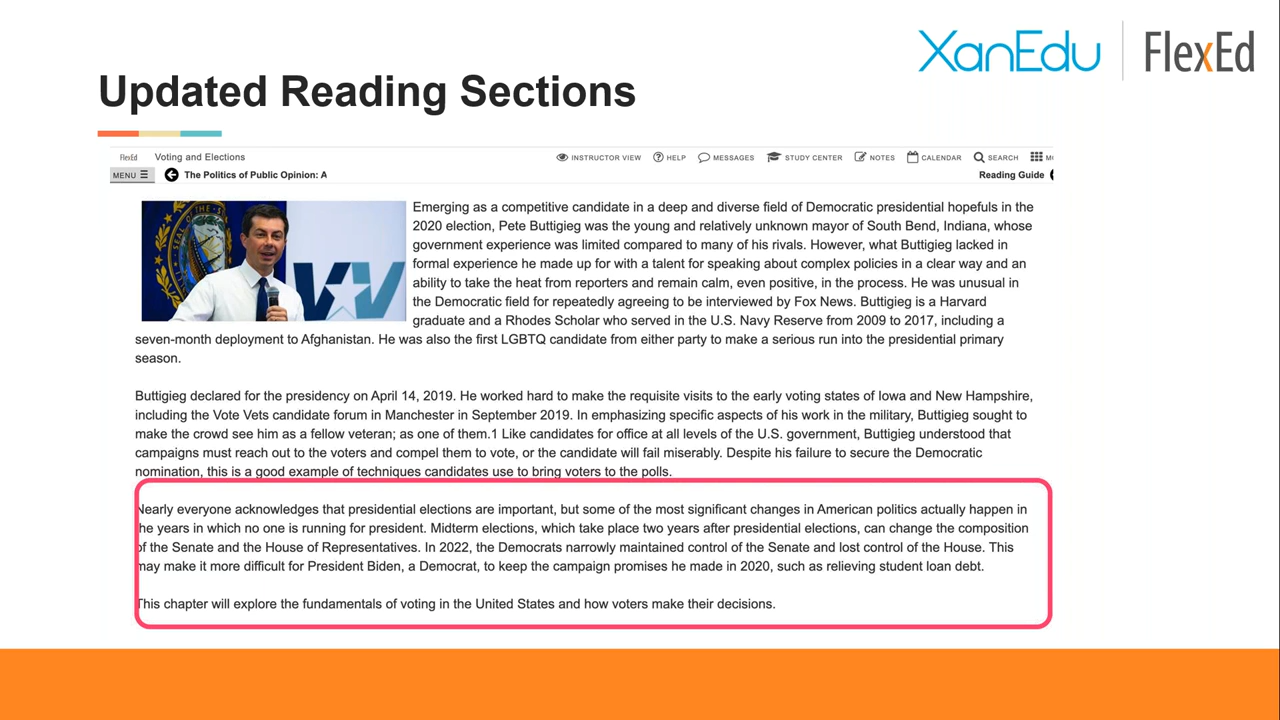 XanEdu | FlexEd
Updated Reading Sections
FlexEd Voting and Elections INSTRUCTOR VIEW HELP MESSAGES STUDY CENTER NOTES CALENDAR SEARCH
MENU The Politics of Public Opinion: A Reading Guide
Emerging as a competitive candidate in a deep and diverse field of Democratic presidential hopefuls in the
2020 election, Pete Buttigieg was the young and relatively unknown mayor of South Bend, Indiana, whose
government experience was limited compared to many of his rivals. However, what Buttigieg lacked in
formal experience he made up for with a talent for speaking about complex policies in a clear way and an
ability to take the heat from reporters and remain calm, even positive, in the process. He was unusual in
the Democratic field for repeatedly agreeing to be interviewed by Fox News. Buttigieg is a Harvard
graduate and a Rhodes Scholar who served in the U.S. Navy Reserve from 2009 to 2017, including a
seven-month deployment to Afghanistan. He was also the first LGBTQ candidate from either party to make a serious run into the presidential primary
season.
Buttigieg declared for the presidency on April 14, 2019. He worked hard to make the requisite visits to the early voting states of Iowa and New Hampshire,
including the Vote Vets candidate forum in Manchester in September 2019. In emphasizing specific aspects of his work in the military, Buttigieg sought to
make the crowd see him as a fellow veteran; as one of them.1 Like candidates for office at all levels of the U.S. government, Buttigieg understood that
campaigns must reach out to the voters and compel them to vote, or the candidate will fail miserably. Despite his failure to secure the Democratic
nomination, this is a good example of techniques candidates use to bring voters to the polls.
Nearly everyone acknowledges that presidential elections are important, but some of the most significant changes in American politics actually happen in
the years in which no one is running for president. Midterm elections, which take place two years after presidential elections, can change the composition
of the Senate and the House of Representatives. In 2022, the Democrats narrowly maintained control of the Senate and lost control of the House. This
may make it more difficult for President Biden, a Democrat, to keep the campaign promises he made in 2020, such as relieving student loan debt.
This chapter will explore the fundamentals of voting in the United States and how voters make their decisions.